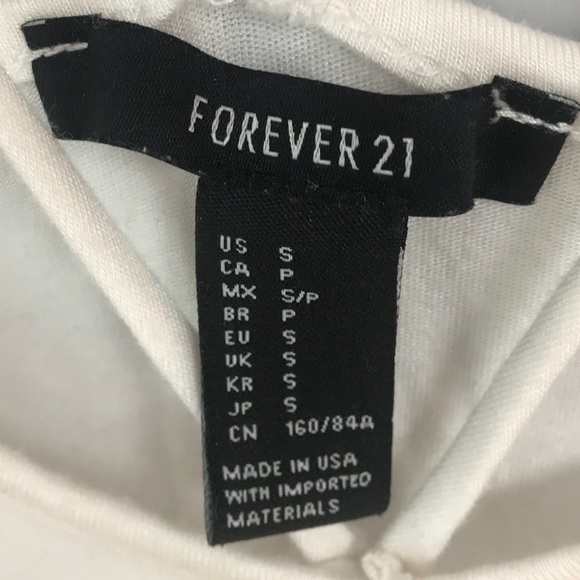 FOREVER 21
US S
CA P
MX S/P
BR P
EU S
UK S
KR S
JP S
CN 160/84A
MADE IN USA
WITH IMPORTED
MATERIALS